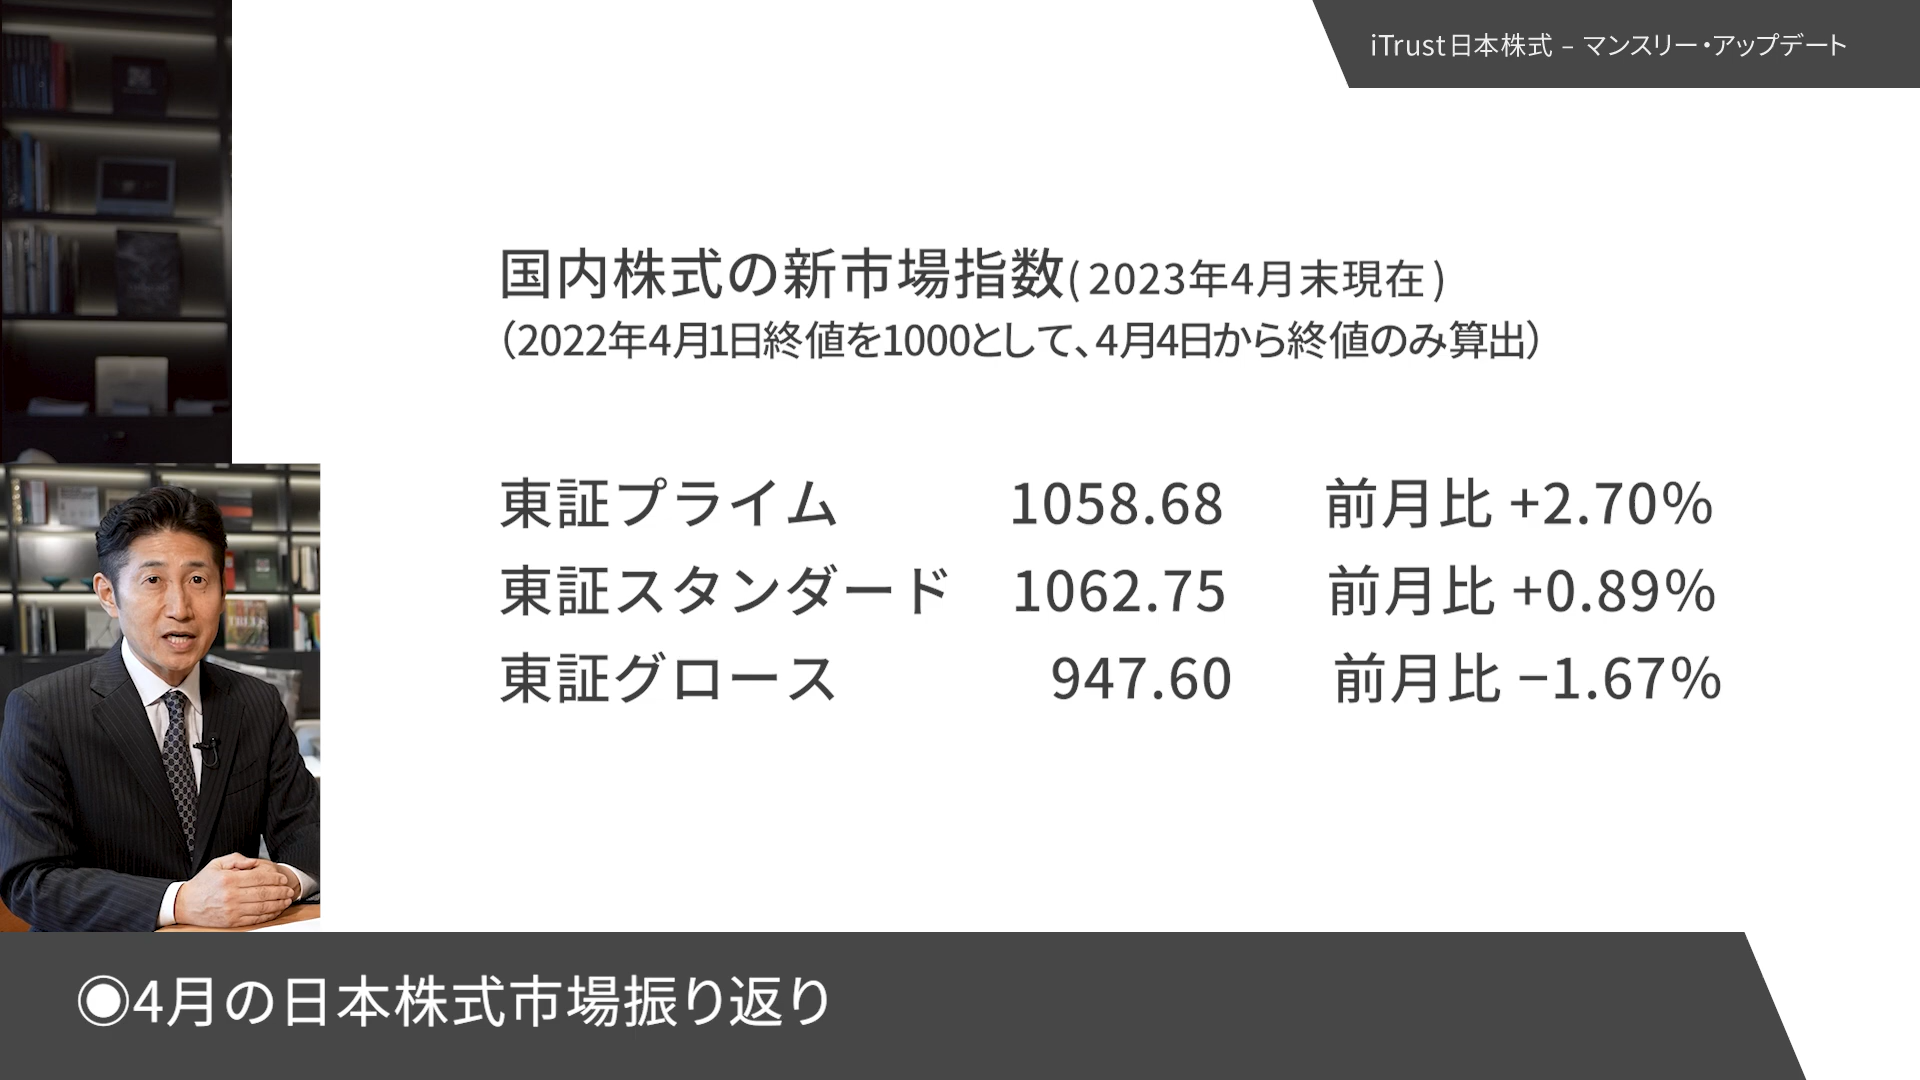 iTrust日本株式 – マンスリー・アップデート
国内株式の新市場指数(2023年4月末現在)
(2022年4月1日終値を1000として、4月4日から終値のみ算出)
東証プライム 1058.68 前月比 +2.70%
東証スタンダード 1062.75 前月比 +0.89%
東証グロース 947.60 前月比 −1.67%
◉4月の日本株式市場振り返り